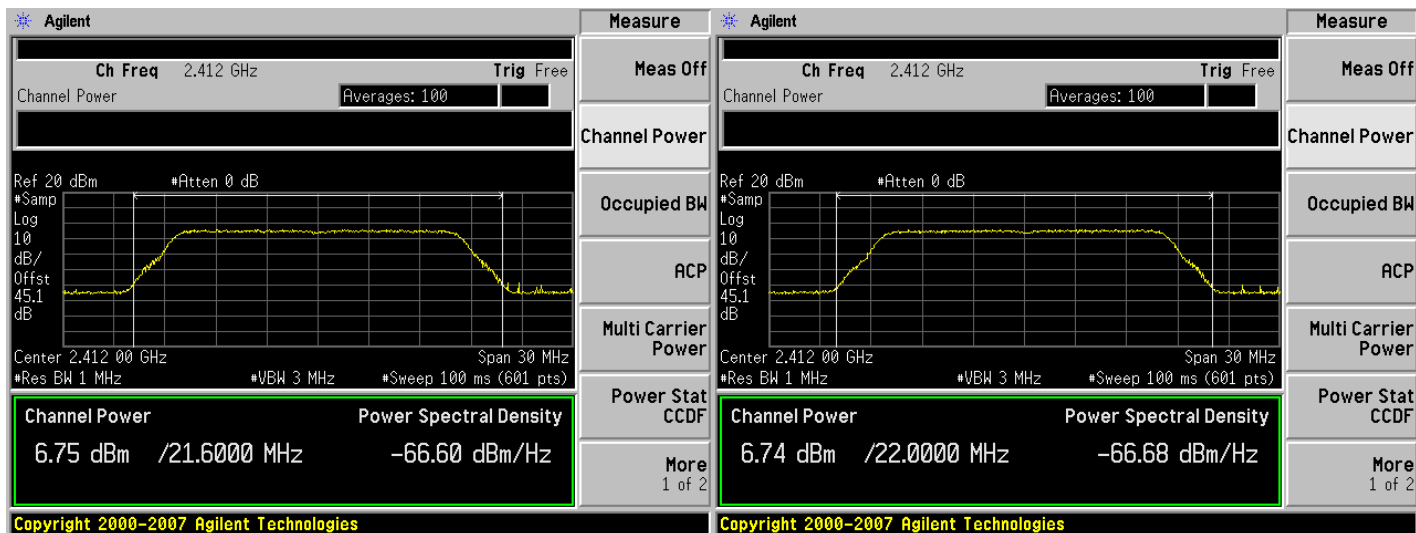 Agilent
Measure
Ch Freq 2.412 GHz Trig Free
Meas Off
Channel Power Averages: 100
Channel Power
Ref 20 dBm #Atten 0 dB
#Samp
Occupied BW
Log
10
dB/
ACP
Offst
45.1
dB
Multi Carrier
Power
Center 2.412 00 GHz Span 30 MHz
#Res BW 1 MHz #VBW 3 MHz #Sweep 100 ms (601 pts)
Power Stat
CCDF
Channel Power Power Spectral Density
6.75 dBm /21.6000 MHz -66.60 dBm/Hz
More
1 of 2
Copyright 2000-2007 Agilent Technologies
Agilent
Measure
Ch Freq 2.412 GHz Trig Free
Meas Off
Channel Power Averages: 100
Channel Power
Ref 20 dBm #Atten 0 dB
#Samp
Occupied BW
Log
10
dB/
ACP
Offst
45.1
dB
Multi Carrier
Power
Center 2.412 00 GHz Span 30 MHz
#Res BW 1 MHz #VBW 3 MHz #Sweep 100 ms (601 pts)
Power Stat
CCDF
Channel Power Power Spectral Density
6.74 dBm /22.0000 MHz -66.68 dBm/Hz
More
1 of 2
Copyright 2000-2007 Agilent Technologies